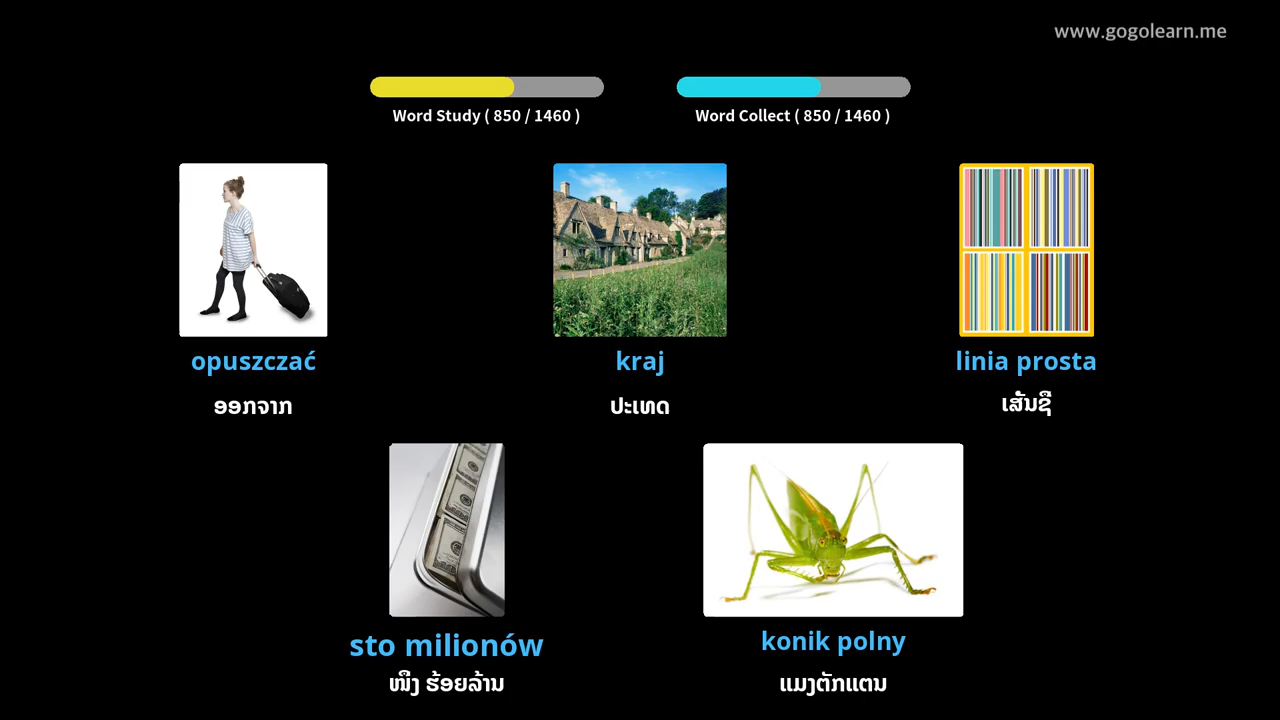 www.gogolearn.me
Word Study ( 850 / 1460 )
Word Collect ( 850 / 1460 )
opuszczać
kraj
linia prosta
ອອກຈາກ
ປະເທດ
ເສັ້ນຊື່
sto milionów
konik polny
ໜຶ່ງ ຮ້ອຍລ້ານ
ແມງຕັກແຕນ